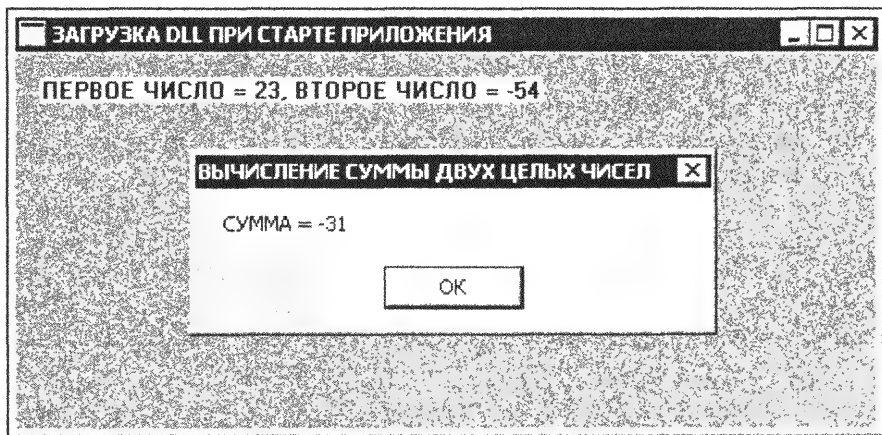 ЗАГРУЗКА DLL ПРИ СТАРТЕ ПРИЛОЖЕНИЯ
ПЕРВОЕ ЧИСЛО = 23, ВТОРОЕ ЧИСЛО = -54
ВЫЧИСЛЕНИЕ СУММЫ ДВУХ ЦЕЛЫХ ЧИСЕЛ
СУММА = -31
OK